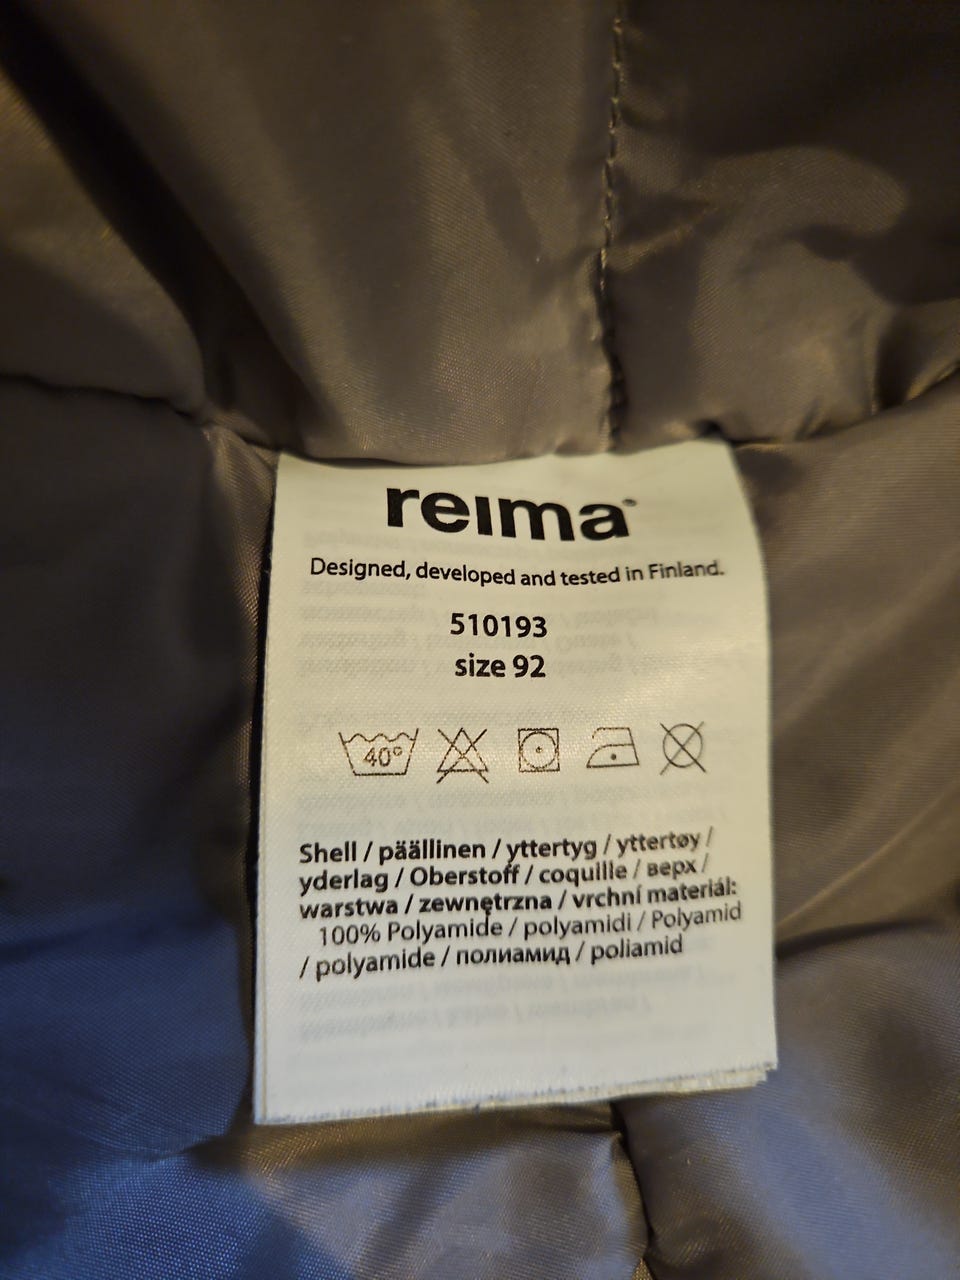 reima
Designed, developed and tested in Finland.
510193
size 92
40°
Shell / päällinen / yttertyg / yttertøy /
yderlag / Oberstoff / coquille / верх /
warstwa / zewnętrzna / vrchní materiál:
100% Polyamide / polyamidi / Polyamid
/ polyamide / полиамид / poliamid